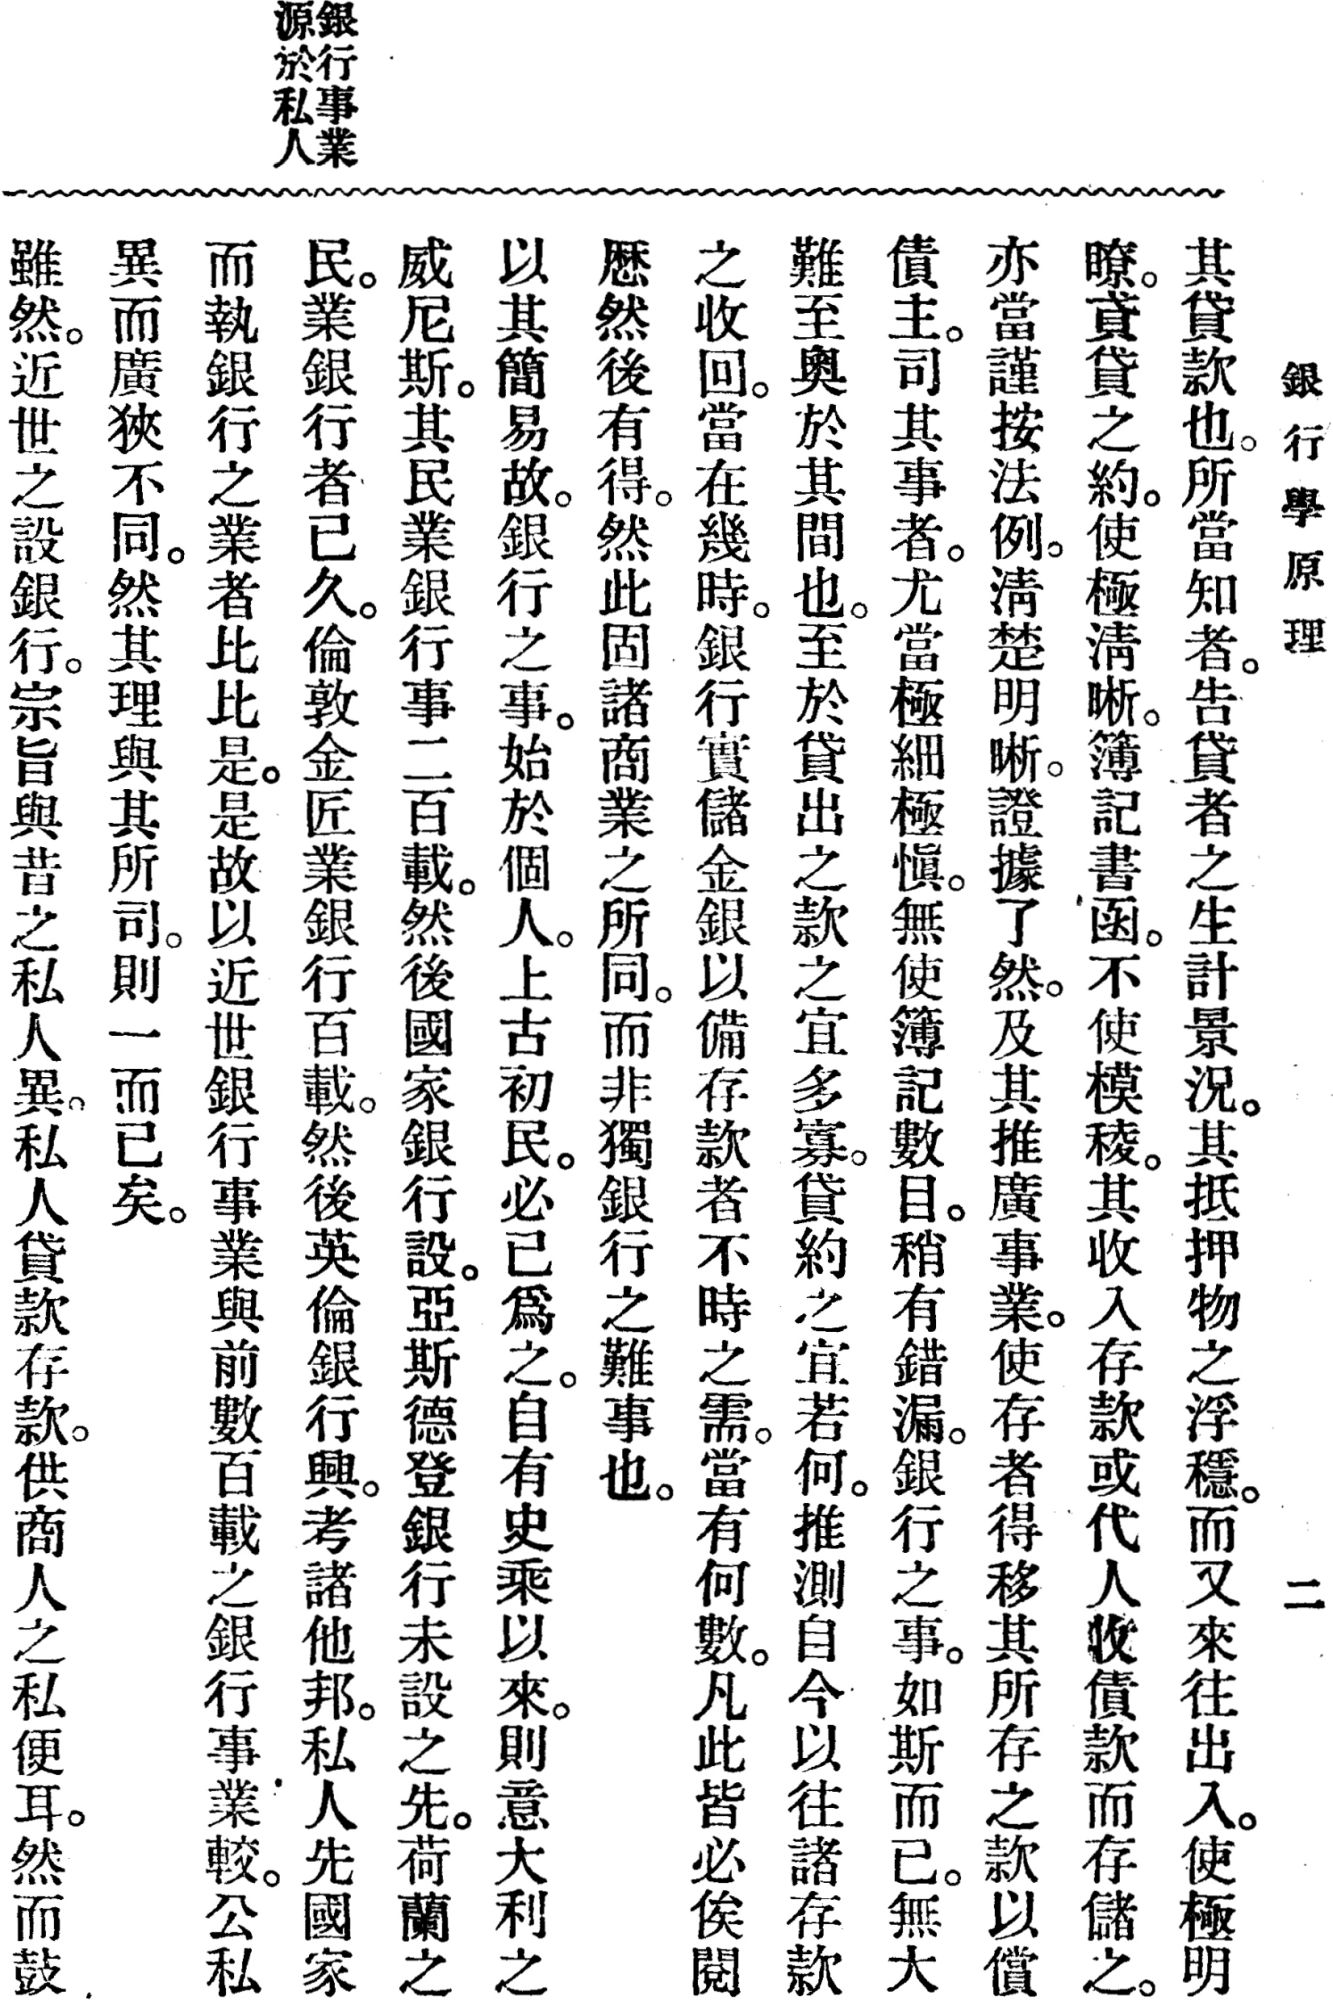 銀行學原理
二
銀行事業
源於私人
其貸款也。所當知者。告貸者之生計景況。其抵押物之浮穩。而又來往出入。使極明
瞭。賫貸之約。使極淸晰。簿記書函。不使模稜。其收入存款或代人收債款而存儲之。
亦當謹按法例。淸楚明晰。證據了然。及其推廣事業。使存者得移其所存之款以償
債主。司其事者。尤當極細極愼。無使簿記數目。稍有錯漏。銀行之事。如斯而已。無大
難至奧於其間也。至於貸出之款之宜多寡。貸約之宜若何。推測自今以往諸存款
之收回。當在幾時。銀行實儲金銀以備存款者不時之需。當有何數。凡此皆必俟閱
歷然後有得。然此固諸商業之所同。而非獨銀行之難事也。
以其簡易故。銀行之事。始於個人。上古初民。必已爲之。自有史乘以來。則意大利之
威尼斯。其民業銀行事二百載。然後國家銀行設。亞斯德登銀行未設之先。荷蘭之
民。業銀行者已久。倫敦金匠業銀行百載。然後英倫銀行興。考諸他邦。私人先國家
而執銀行之業者比比是。是故以近世銀行事業與前數百載之銀行事業較。公私
異而廣狹不同。然其理與其所司。則一而已矣。
雖然。近世之設銀行。宗旨與昔之私人異。私人貸款存款。供商人之私便耳。然而鼓